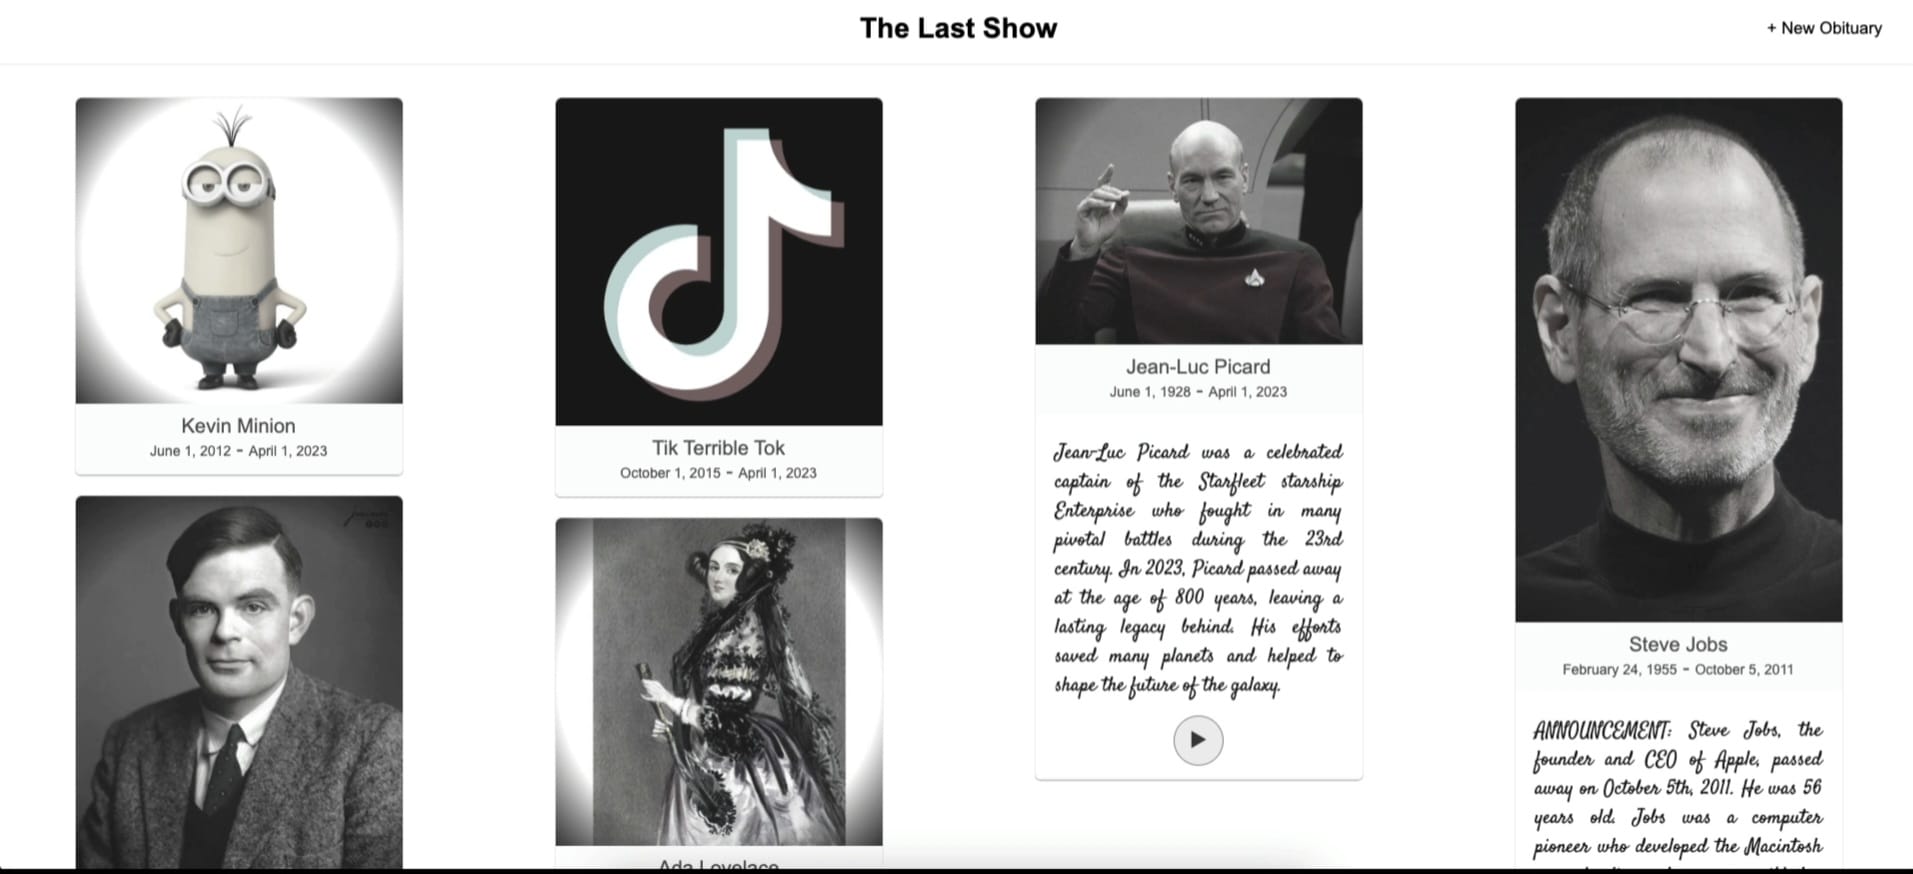 The Last Show
+ New Obituary
Kevin Minion
June 1, 2012 - April 1, 2023
Tik Terrible Tok
October 1, 2015 - April 1, 2023
Ada Lovelace
Jean-Luc Picard
June 1, 1928 - April 1, 2023
Jean-Luc Picard was a celebrated
captain of the Starfleet starship
Enterprise who fought in many
pivotal battles during the 23rd
century. In 2023, Picard passed away
at the age of 800 years, leaving a
lasting legacy behind. His efforts
saved many planets and helped to
shape the future of the galaxy.
Steve Jobs
February 24, 1955 - October 5, 2011
ANNOUNCEMENT: Steve Jobs, the
founder and CEO of Apple, passed
away on October 5th, 2011. He was 56
years old. Jobs was a computer
pioneer who developed the Macintosh